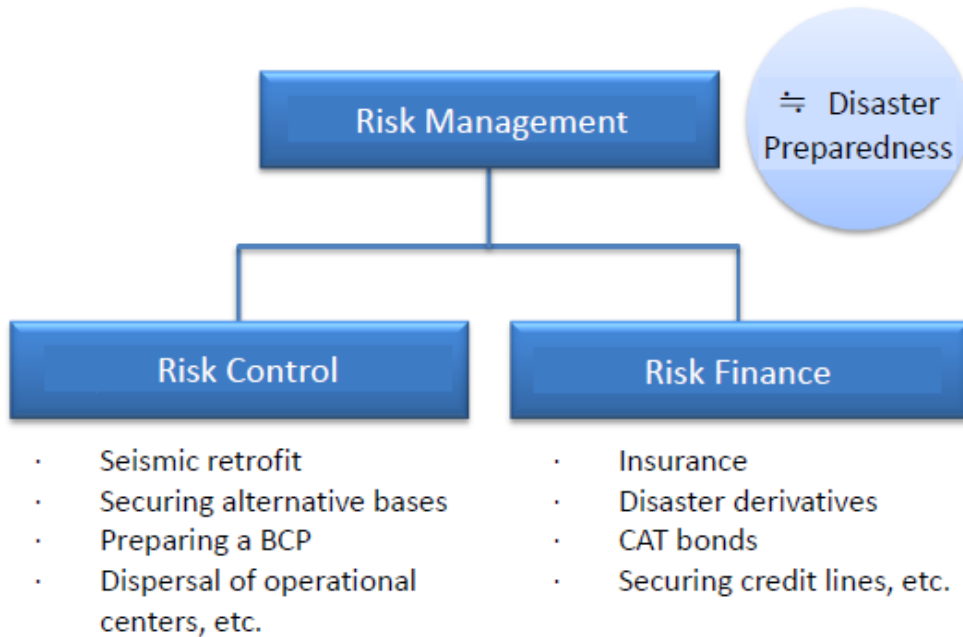 Risk Management
≒ Disaster
Preparedness
Risk Control
Risk Finance
· Seismic retrofit
· Securing alternative bases
· Preparing a BCP
· Dispersal of operational
centers, etc.
· Insurance
· Disaster derivatives
· CAT bonds
· Securing credit lines, etc.